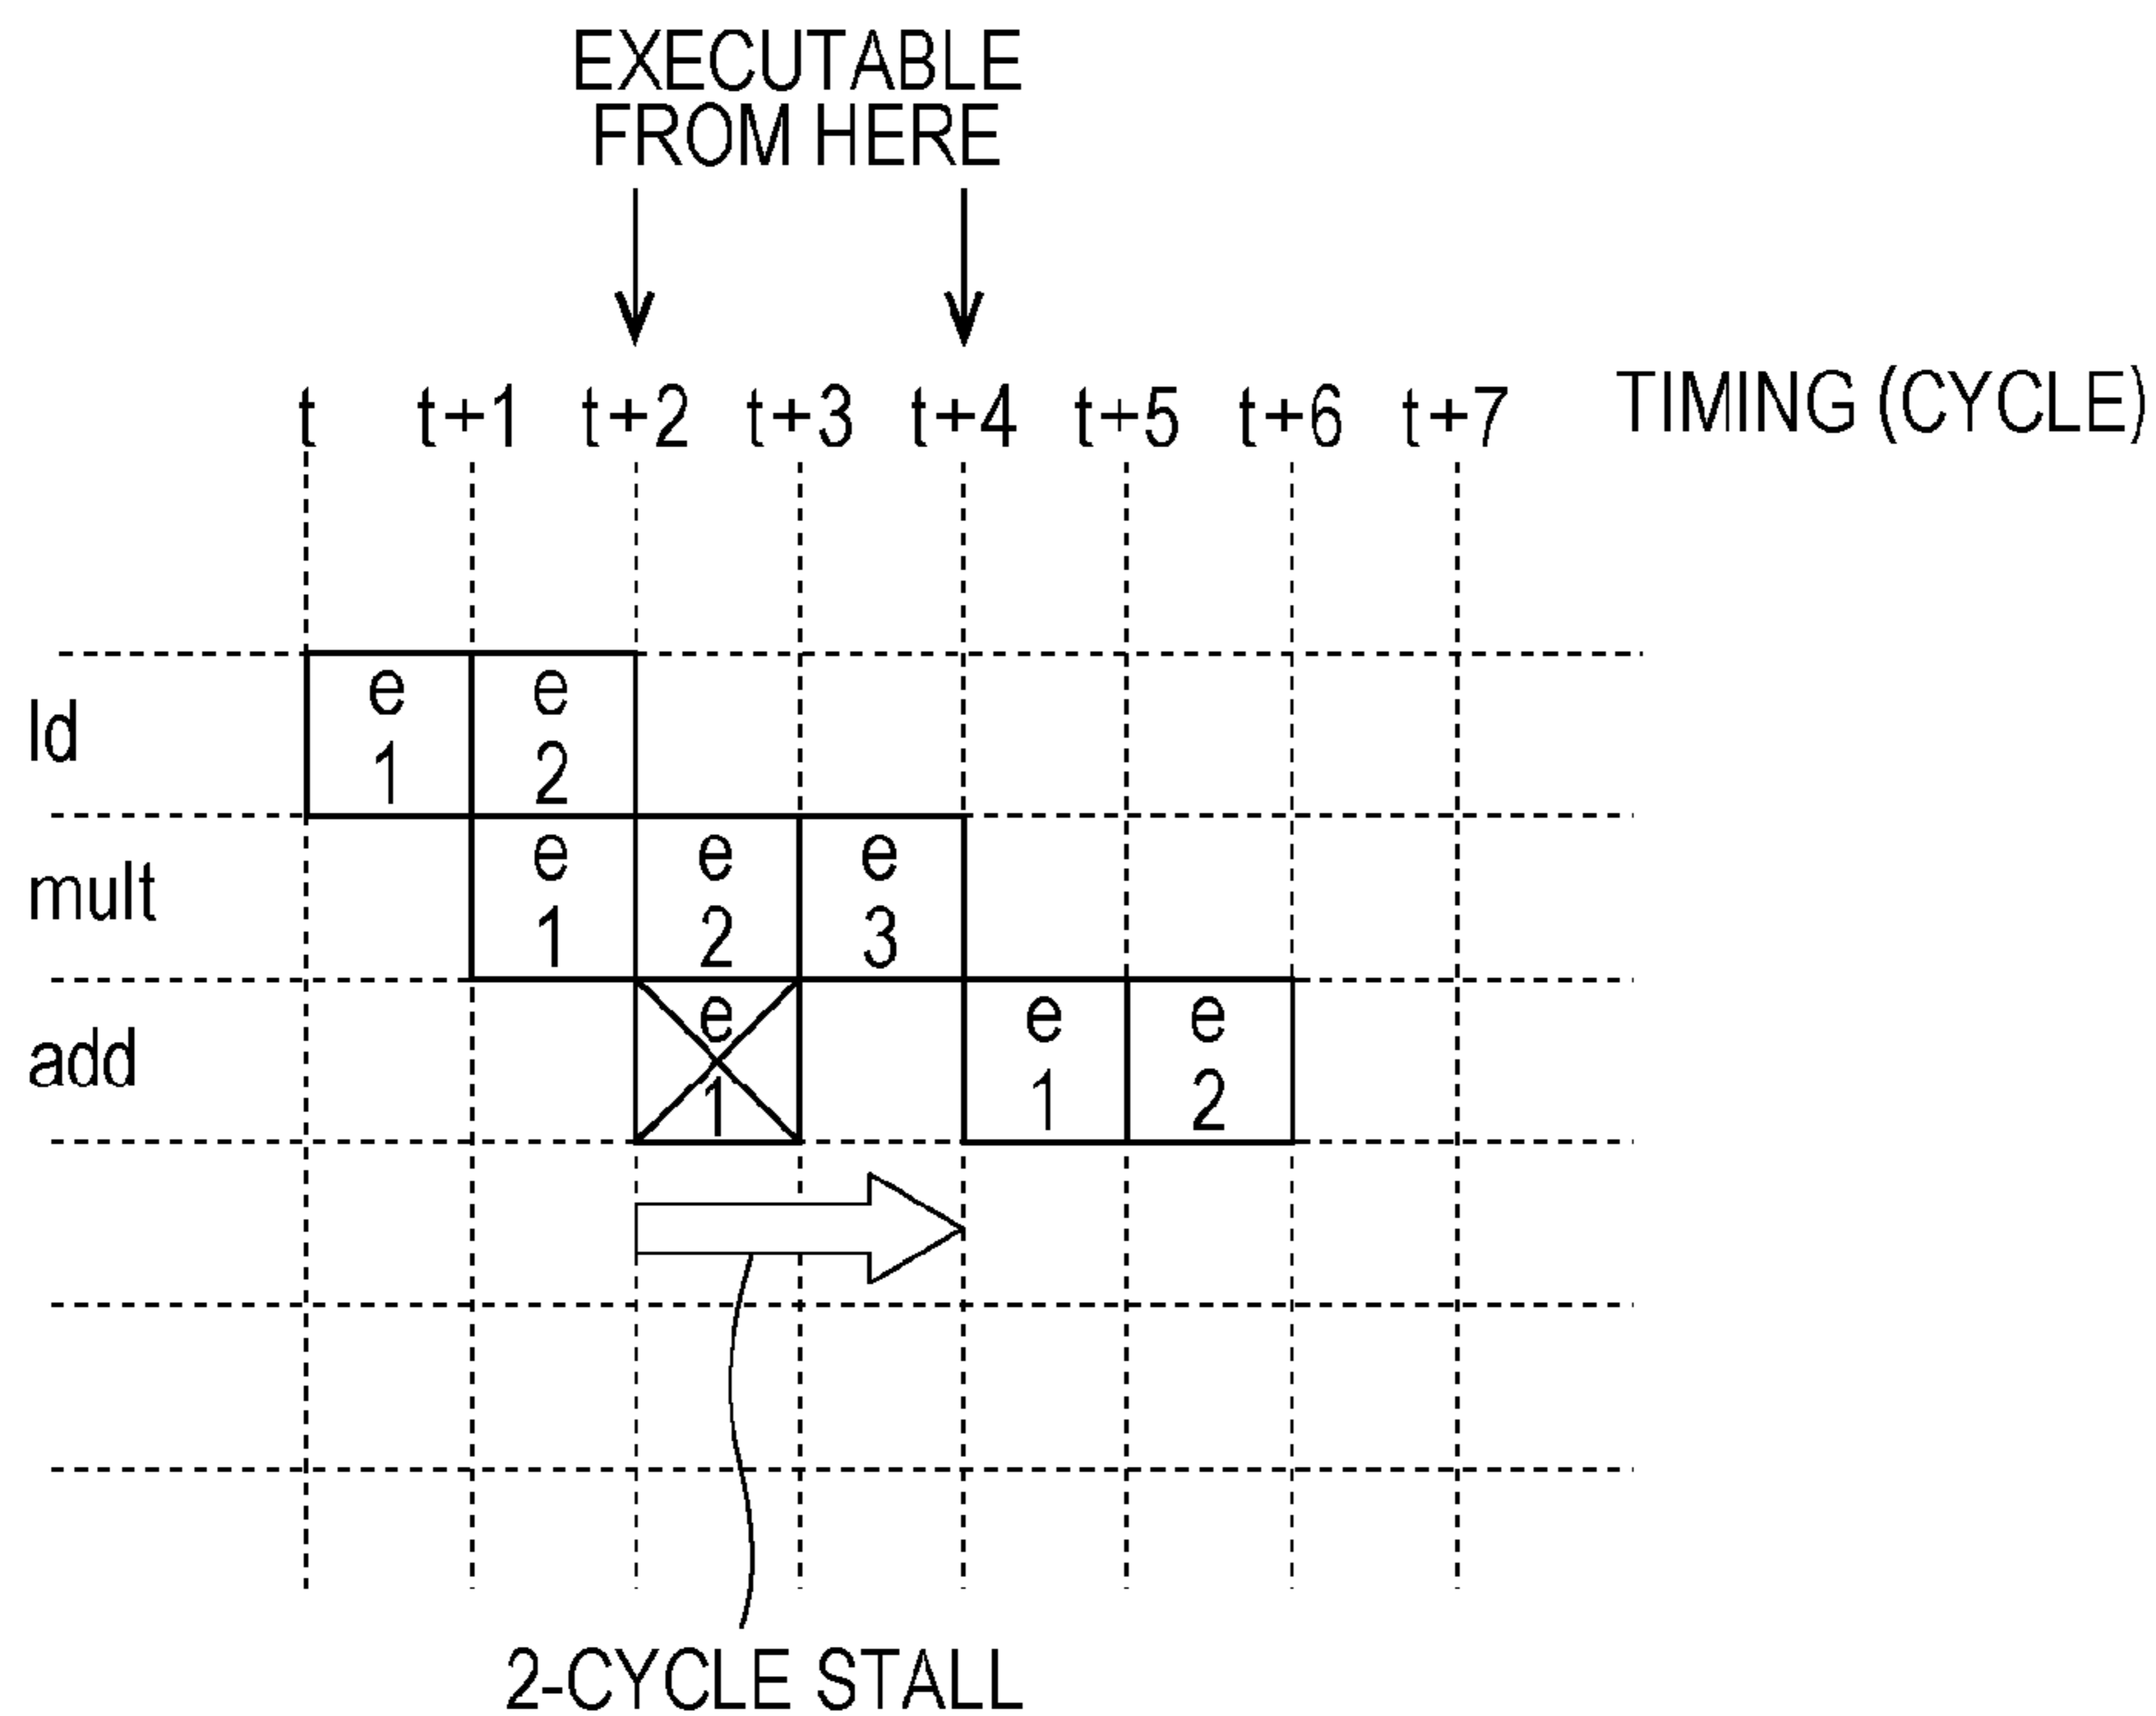 EXECUTABLE
FROM HERE
t t+1 t+2 t+3 t+4 t+5 t+6 t+7 TIMING (CYCLE)
ld
e e
1 2
mult
e e e
1 2 3
add
e e e
1 1 2
2-CYCLE STALL